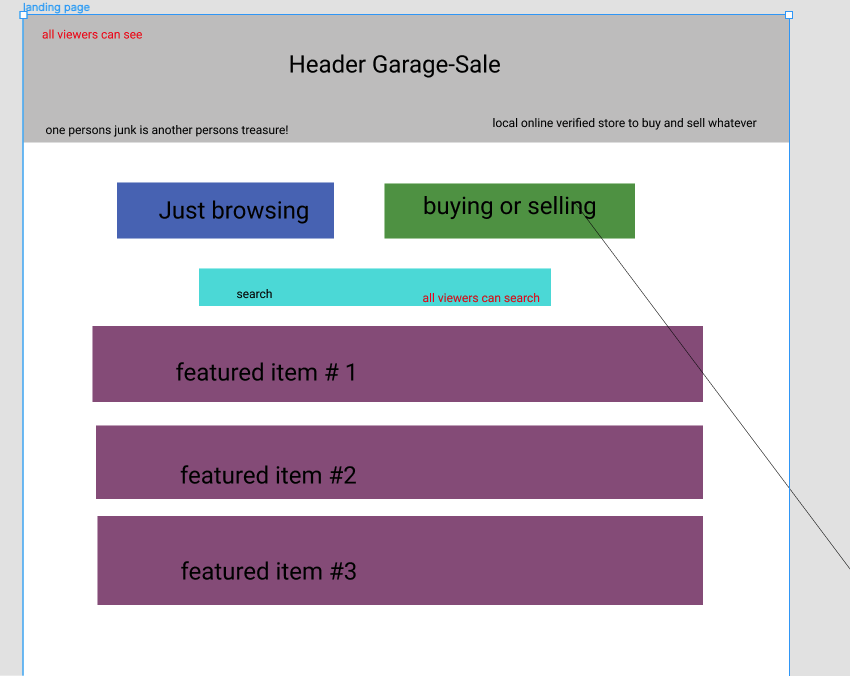 landing page
all viewers can see
Header Garage-Sale
one persons junk is another persons treasure!
local online verified store to buy and sell whatever
Just browsing
buying or selling
search
all viewers can search
featured item # 1
featured item #2
featured item #3